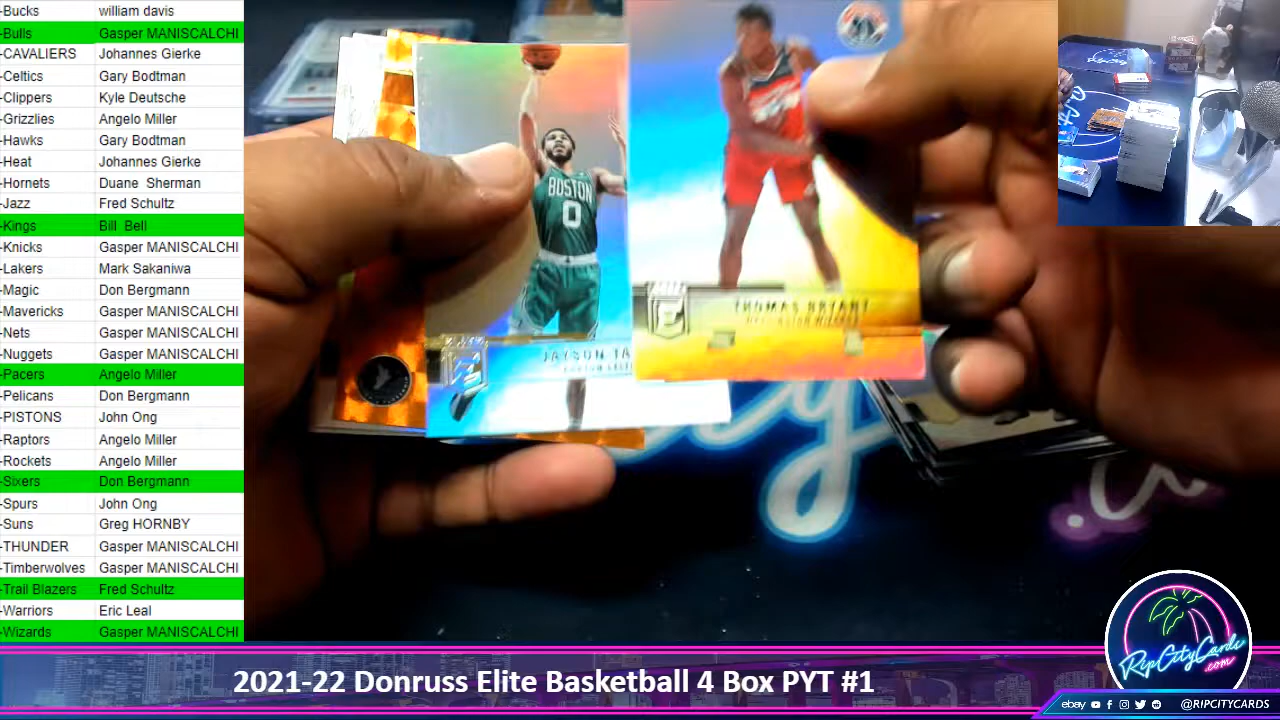 -Bucks william davis
-Bulls Gasper MANISCALCHI
-CAVALIERS Johannes Gierke
-Celtics Gary Bodtman
-Clippers Kyle Deutsche
-Grizzlies Angelo Miller
-Hawks Gary Bodtman
-Heat Johannes Gierke
-Hornets Duane Sherman
-Jazz Fred Schultz
-Kings Bill Bell
-Knicks Gasper MANISCALCHI
-Lakers Mark Sakaniwa
-Magic Don Bergmann
-Mavericks Gasper MANISCALCHI
-Nets Gasper MANISCALCHI
-Nuggets Gasper MANISCALCHI
-Pacers Angelo Miller
-Pelicans Don Bergmann
-PISTONS John Ong
-Raptors Angelo Miller
-Rockets Angelo Miller
-Sixers Don Bergmann
-Spurs John Ong
-Suns Greg HORNBY
-THUNDER Gasper MANISCALCHI
-Timberwolves Gasper MANISCALCHI
-Trail Blazers Fred Schultz
-Warriors Eric Leal
-Wizards Gasper MANISCALCHI
BOSTON
0
JAYSON TA
THOMAS BRYANT
RipCityCards
.com
2021-22 Donruss Elite Basketball 4 Box PYT #1
ebay @RIPCITYCARDS